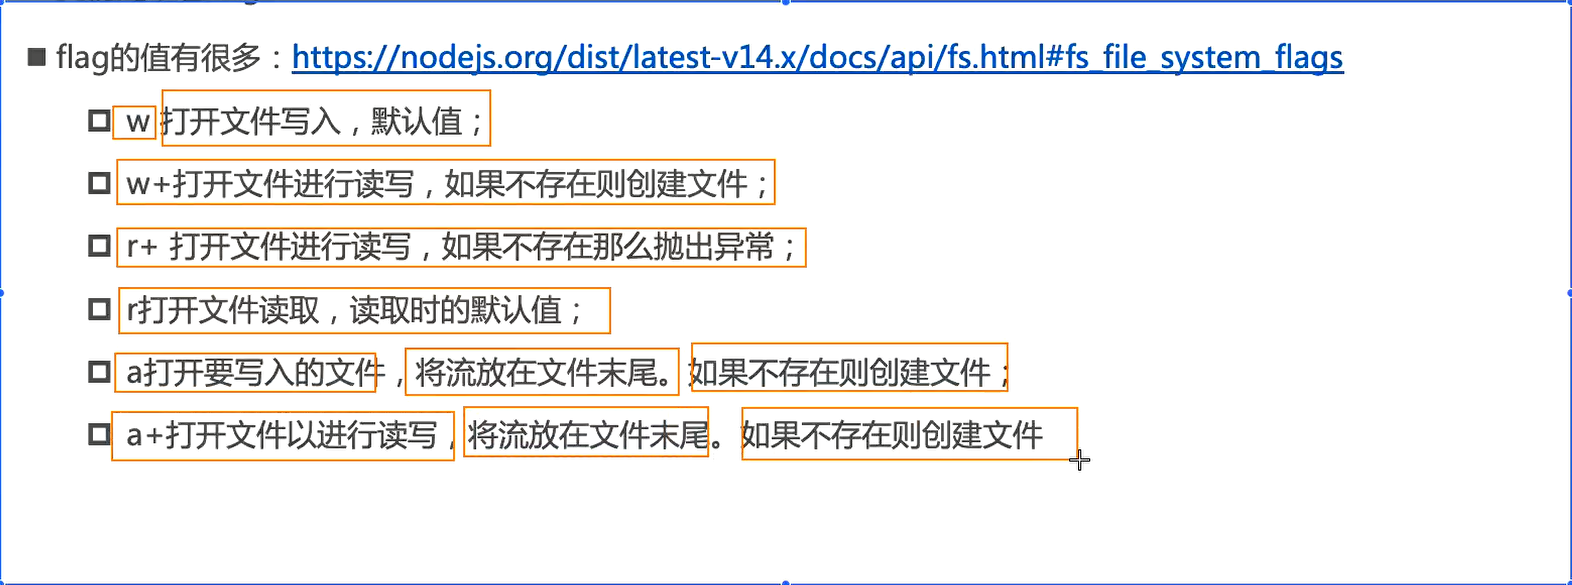 flag的值有很多：https://nodejs.org/dist/latest-v14.x/docs/api/fs.html#fs_file_system_flags
w 打开文件写入，默认值；
w+打开文件进行读写，如果不存在则创建文件；
r+ 打开文件进行读写，如果不存在那么抛出异常；
r打开文件读取，读取时的默认值；
a打开要写入的文件，将流放在文件末尾。如果不存在则创建文件；
a+打开文件以进行读写，将流放在文件末尾。如果不存在则创建文件